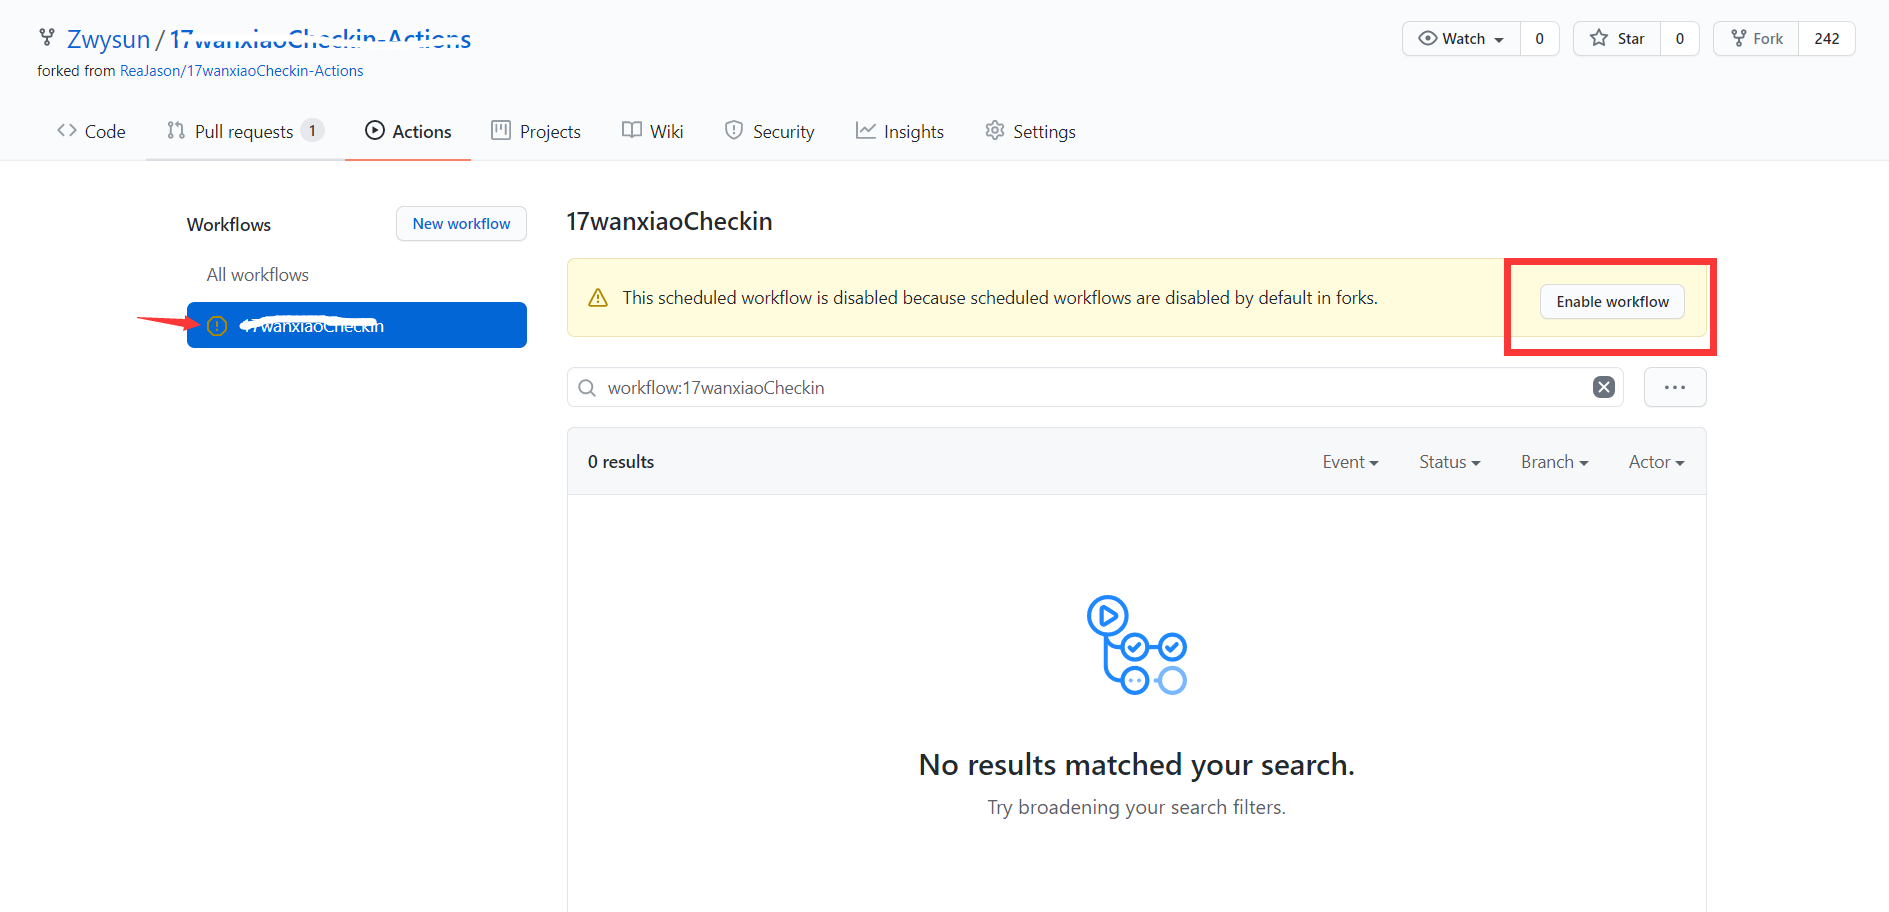 Zwysun / 17wanxiaoCheckin-Actions
forked from ReaJason/17wanxiaoCheckin-Actions
Watch 0 Star 0 Fork 242
Code Pull requests 1 Actions Projects Wiki Security Insights Settings
Workflows New workflow
All workflows
17wanxiaoCheckin
17wanxiaoCheckin
This scheduled workflow is disabled because scheduled workflows are disabled by default in forks. Enable workflow
workflow:17wanxiaoCheckin
0 results Event Status Branch Actor
No results matched your search.
Try broadening your search filters.